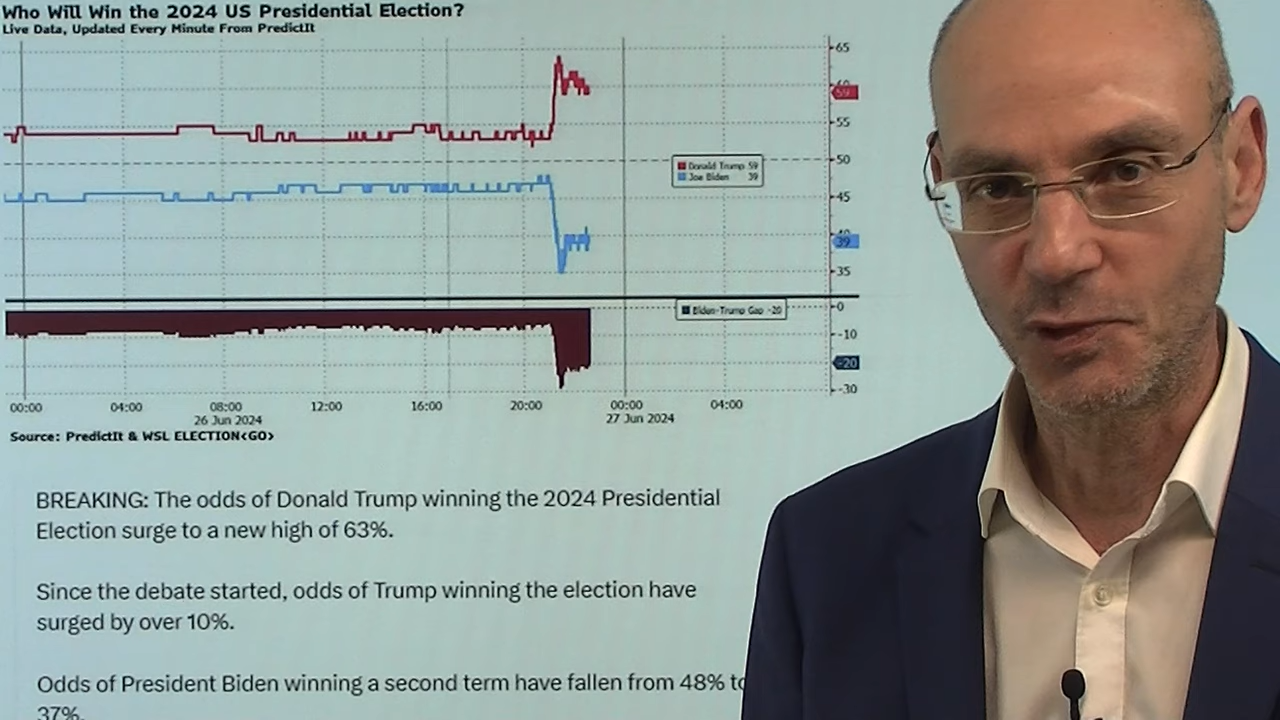 Who Will Win the 2024 US Presidential Election?
Live Data, Updated Every Minute From PredictIt
65
60
59
55
50
Donald Trump 59
Joe Biden 39
45
40
39
35
0
Biden-Trump Gap -20
-10
-20
-30
00:00 04:00 08:00 12:00 16:00 20:00 00:00 04:00
26 Jun 2024 27 Jun 2024
Source: PredictIt & WSL ELECTION<GO>
BREAKING: The odds of Donald Trump winning the 2024 Presidential
Election surge to a new high of 63%.
Since the debate started, odds of Trump winning the election have
surged by over 10%.
Odds of President Biden winning a second term have fallen from 48% to
37%.